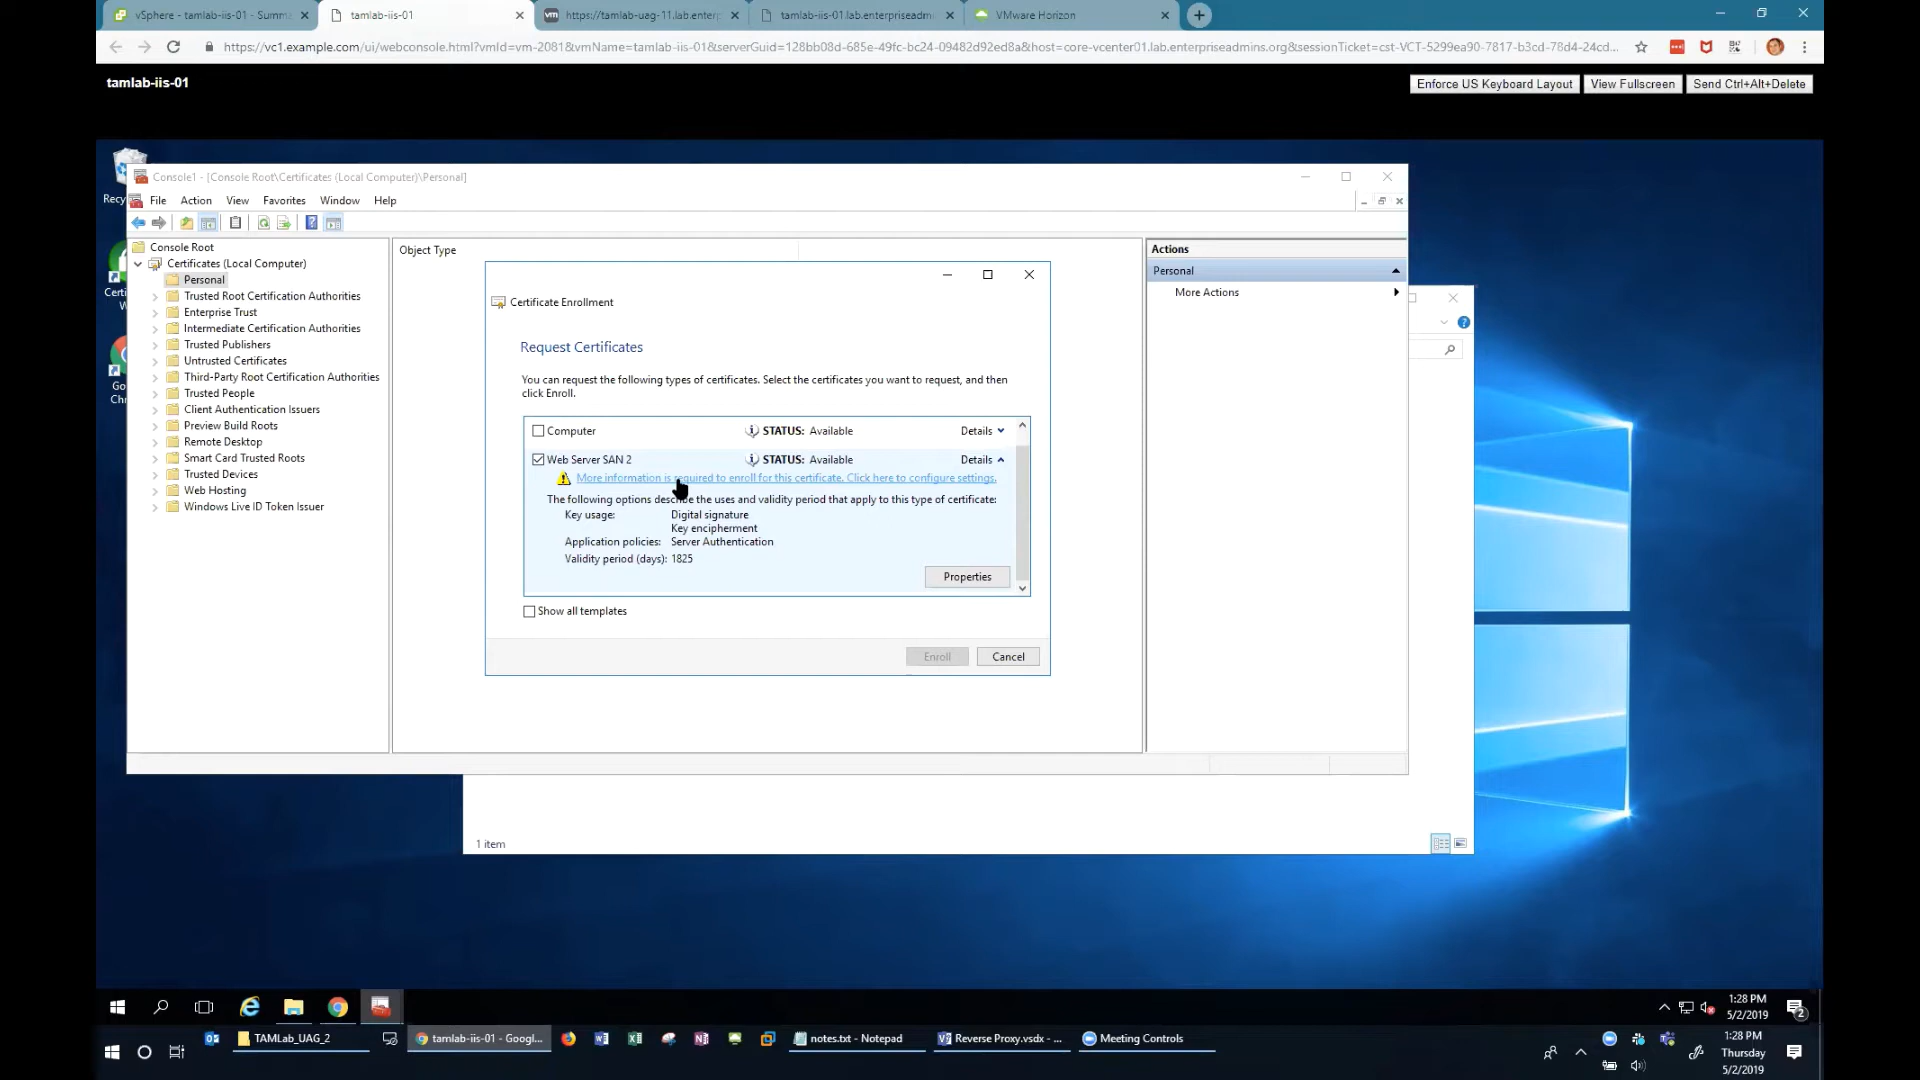 vSphere - tamlab-iis-01 - Summa
tamlab-iis-01
https://tamlab-uag-11.lab.enterp
tamlab-iis-01.lab.enterpriseadmi
VMware Horizon
https://vc1.example.com/ui/webconsole.html?vmId=vm-2081&vmName=tamlab-iis-01&serverGuid=128bb08d-685e-49fc-bc24-09482d92ed8a&host=core-vcenter01.lab.enterpriseadmins.org&sessionTicket=cst-VCT-5299ea90-7817-b3cd-78d4-24cd...
tamlab-iis-01
Enforce US Keyboard Layout
View Fullscreen
Send Ctrl+Alt+Delete
Recy
Console1 - [Console Root\Certificates (Local Computer)\Personal]
File Action View Favorites Window Help
Console Root
Certificates (Local Computer)
Personal
Trusted Root Certification Authorities
Enterprise Trust
Intermediate Certification Authorities
Trusted Publishers
Untrusted Certificates
Third-Party Root Certification Authorities
Trusted People
Client Authentication Issuers
Preview Build Roots
Remote Desktop
Smart Card Trusted Roots
Trusted Devices
Web Hosting
Windows Live ID Token Issuer
Certi
W
Go
Chr
Object Type
Actions
Personal
More Actions
Certificate Enrollment
Request Certificates
You can request the following types of certificates. Select the certificates you want to request, and then
click Enroll.
Computer STATUS: Available Details
Web Server SAN 2 STATUS: Available Details
More information is required to enroll for this certificate. Click here to configure settings.
The following options describe the uses and validity period that apply to this type of certificate:
Key usage: Digital signature
Key encipherment
Application policies: Server Authentication
Validity period (days): 1825
Properties
Show all templates
Enroll
Cancel
1 item
1:28 PM
5/2/2019
2
TAMLab_UAG_2
tamlab-iis-01 - Googl...
notes.txt - Notepad
Reverse Proxy.vsdx - ...
Meeting Controls
1:28 PM
Thursday
5/2/2019